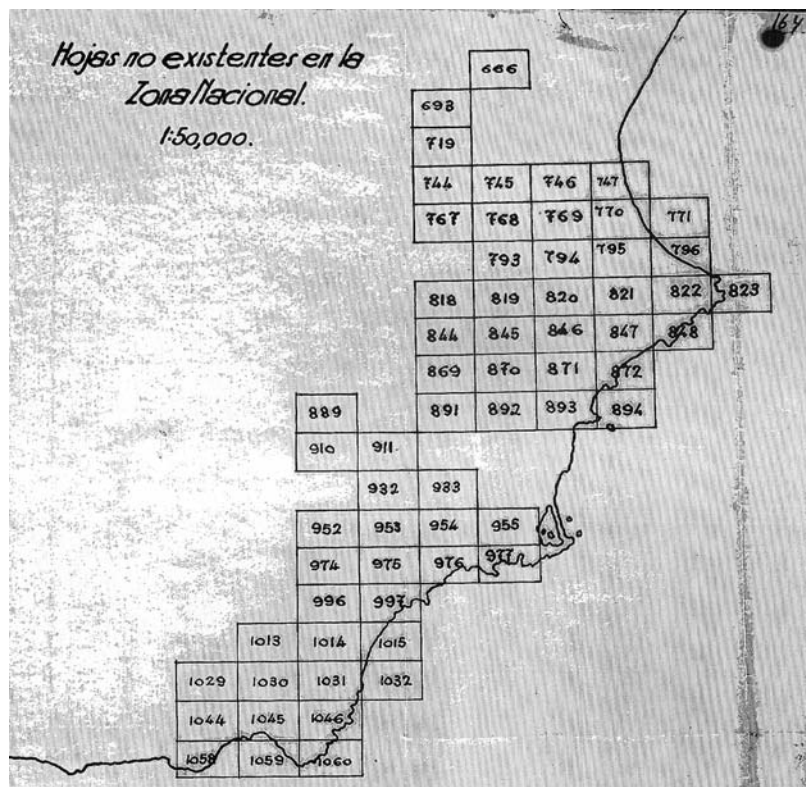 164
Hojas no existentes en la
Zona Nacional.
1:50,000.
666
693
719
744 745 746 747
767 768 769 770 771
793 794 795 796
818 819 820 821 822 823
844 845 846 847 848
869 870 871 872
889 891 892 893 894
910 911
932 933
952 953 954 955
974 975 976 977
996 997
1013 1014 1015
1029 1030 1031 1032
1044 1045 1046
1058 1059 1060